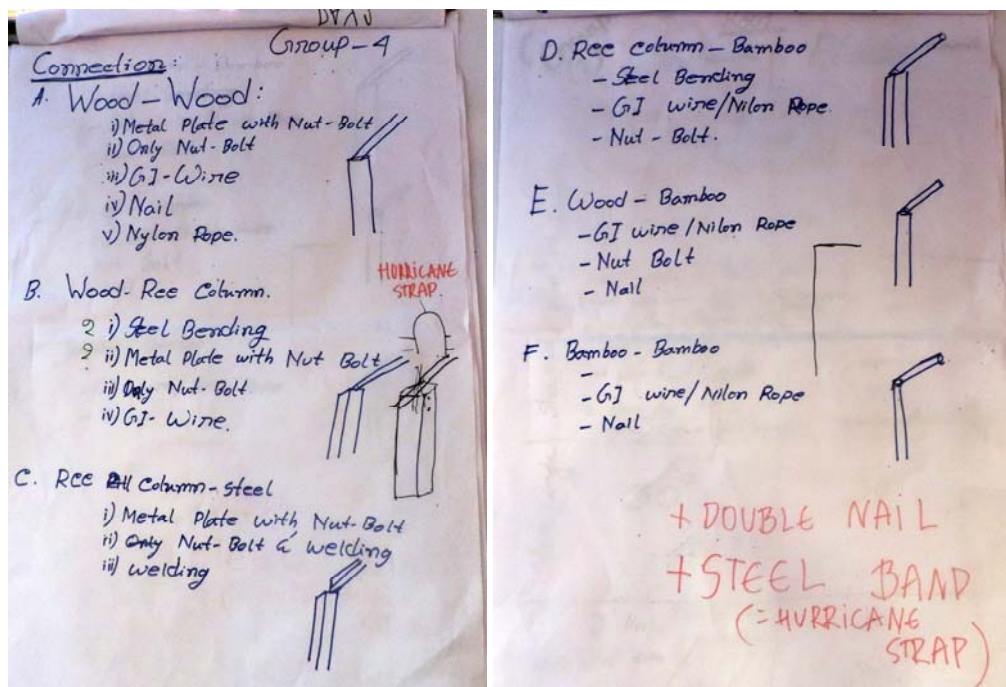 Group-4
Connection:
A. Wood-Wood:
i) Metal Plate with Nut-Bolt
ii) Only Nut-Bolt
iii) GI-Wire
iv) Nail
v) Nylon Rope.
HURRICANE
STRAP
B. Wood-Rcc Column.
i) Steel Bending
ii) Metal Plate with Nut Bolt
iii) Only Nut-Bolt
iv) GI-Wire.
C. Rcc Column-Steel
i) Metal Plate with Nut-Bolt
ii) Only Nut-Bolt & welding
iii) welding
D. Rcc column-Bamboo
- Steel Bending
- GI wire/Nilon Rope.
- Nut-Bolt.
E. Wood-Bamboo
- GI wire/Nilon Rope
- Nut Bolt
- Nail
F. Bamboo-Bamboo
-
- GI wire/Nilon Rope
- Nail
+ DOUBLE NAIL
+ STEEL BAND
(= HURRICANE
STRAP)